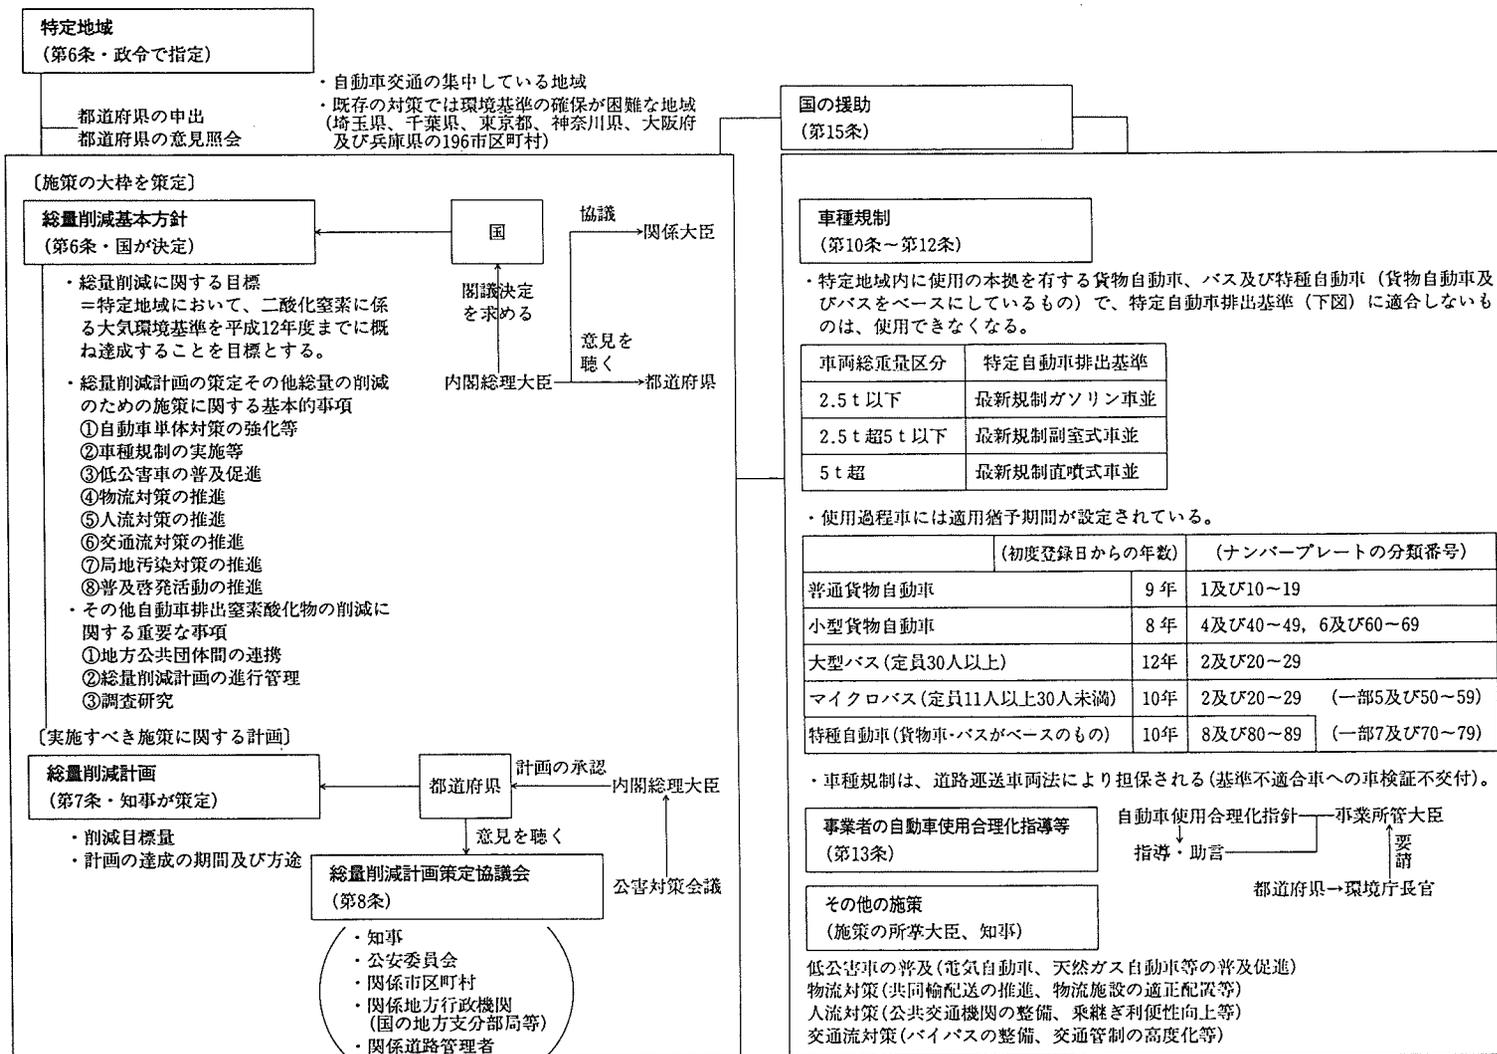 特定地域
(第6条・政令で指定)
都道府県の申出
都道府県の意見照会
・自動車交通の集中している地域
・既存の対策では環境基準の確保が困難な地域
(埼玉県、千葉県、東京都、神奈川県、大阪府
及び兵庫県の196市区町村)
国の援助
(第15条)
〔施策の大枠を策定〕
総量削減基本方針
(第6条・国が決定)
国
協議
関係大臣
閣議決定
を求める
意見を
聴く
内閣総理大臣
都道府県
・総量削減に関する目標
＝特定地域において、二酸化窒素に係
る大気環境基準を平成12年度までに概
ね達成することを目標とする。
・総量削減計画の策定その他総量の削減
のための施策に関する基本的事項
①自動車単体対策の強化等
②車種規制の実施等
③低公害車の普及促進
④物流対策の推進
⑤人流対策の推進
⑥交通流対策の推進
⑦局地汚染対策の推進
⑧普及啓発活動の推進
・その他自動車排出窒素酸化物の削減に
関する重要な事項
①地方公共団体間の連携
②総量削減計画の進行管理
③調査研究
〔実施すべき施策に関する計画〕
総量削減計画
(第7条・知事が策定)
都道府県
計画の承認
内閣総理大臣
・削減目標量
・計画の達成の期間及び方途
意見を聴く
総量削減計画策定協議会
(第8条)
公害対策会議
・知事
・公安委員会
・関係市区町村
・関係地方行政機関
(国の地方支分部局等)
・関係道路管理者
車種規制
(第10条～第12条)
・特定地域内に使用の本拠を有する貨物自動車、バス及び特種自動車（貨物自動車及
びバスをベースにしているもの）で、特定自動車排出基準（下図）に適合しないも
のは、使用できなくなる。
車両総重量区分 特定自動車排出基準
2.5ｔ以下 最新規制ガソリン車並
2.5ｔ超5ｔ以下 最新規制副室式車並
5ｔ超 最新規制直噴式車並
・使用過程車には適用猶予期間が設定されている。
(初度登録日からの年数) (ナンバープレートの分類番号)
普通貨物自動車 9年 1及び10～19
小型貨物自動車 8年 4及び40～49, 6及び60～69
大型バス(定員30人以上) 12年 2及び20～29
マイクロバス(定員11人以上30人未満) 10年 2及び20～29 (一部5及び50～59)
特種自動車(貨物車・バスがベースのもの) 10年 8及び80～89 (一部7及び70～79)
・車種規制は、道路運送車両法により担保される(基準不適合車への車検証不交付)。
事業者の自動車使用合理化指導等
(第13条)
自動車使用合理化指針
事業所管大臣
指導・助言
要請
都道府県→環境庁長官
その他の施策
(施策の所掌大臣、知事)
低公害車の普及(電気自動車、天然ガス自動車等の普及促進)
物流対策(共同輸配送の推進、物流施設の適正配置等)
人流対策(公共交通機関の整備、乗継ぎ利便性向上等)
交通流対策(バイパスの整備、交通管制の高度化等)